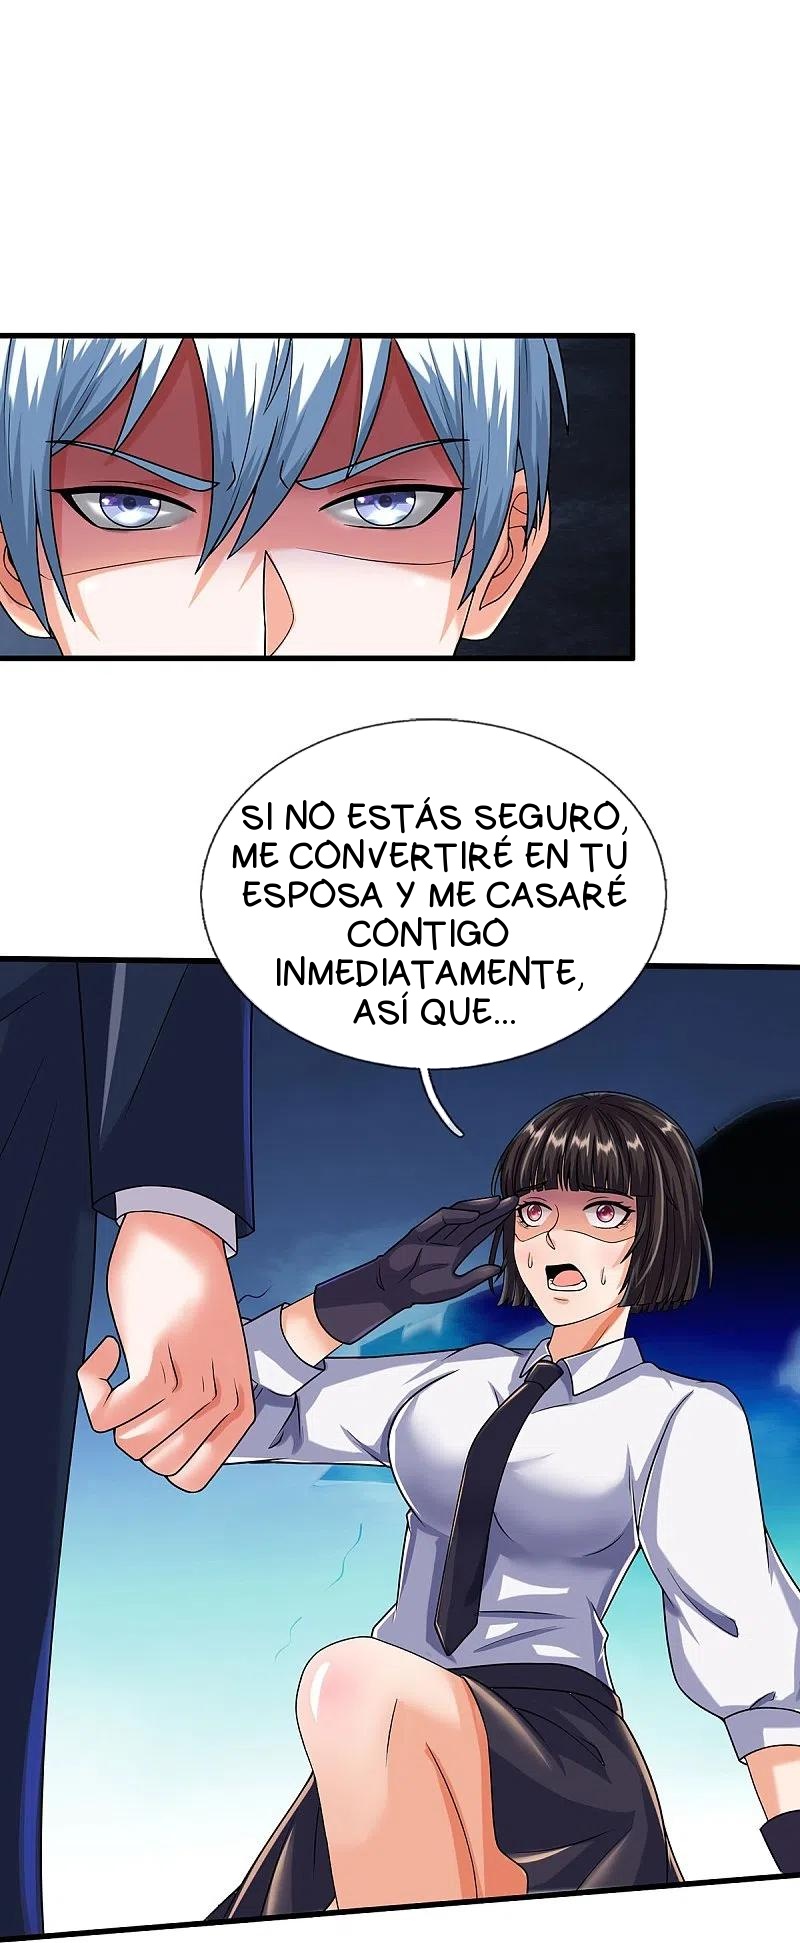 SI NO ESTÁS SEGURO,
ME CONVERTIRÉ EN TU
ESPOSA Y ME CASARÉ
CONTIGO
INMEDIATAMENTE,
ASÍ QUE...